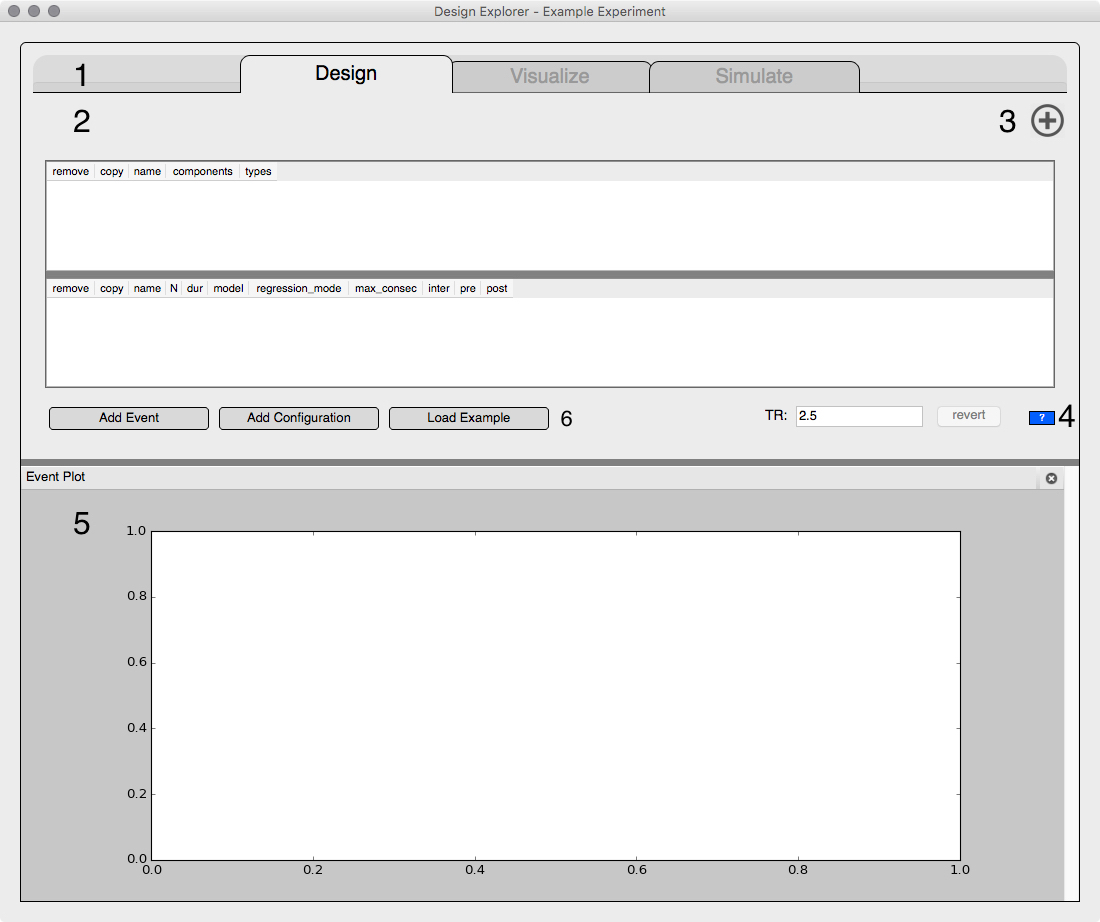 Design Explorer - Example Experiment
1 Design Visualize Simulate
2 3
remove copy name components types
remove copy name N dur model regression_mode max_consec inter pre post
Add Event Add Configuration Load Example 6 TR: 2.5 revert ? 4
Event Plot
5
1.0
0.8
0.6
0.4
0.2
0.0
0.0 0.2 0.4 0.6 0.8 1.0